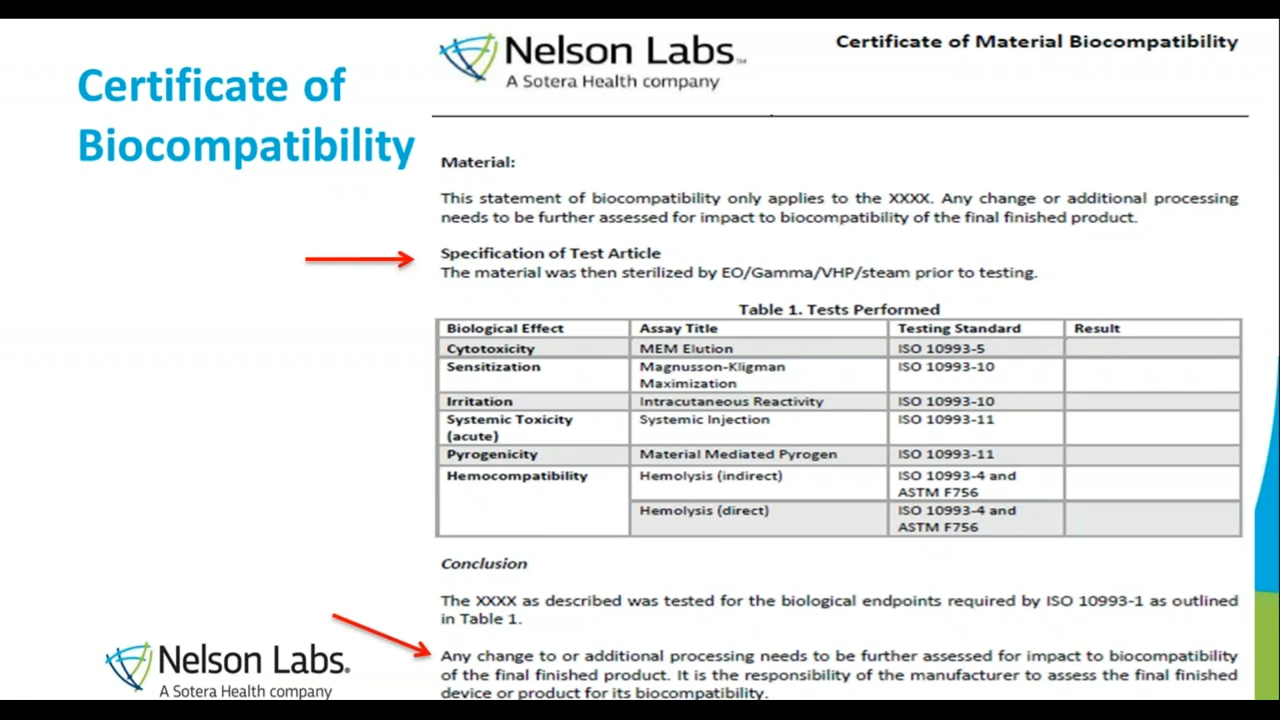 Certificate of
Biocompatibility
Nelson Labs™
A Sotera Health company
Certificate of Material Biocompatibility
Material:
This statement of biocompatibility only applies to the XXXX. Any change or additional processing
needs to be further assessed for impact to biocompatibility of the final finished product.
Specification of Test Article
The material was then sterilized by EO/Gamma/VHP/steam prior to testing.
Table 1. Tests Performed
Biological Effect Assay Title Testing Standard Result
Cytotoxicity MEM Elution ISO 10993-5
Sensitization Magnusson-Kligman ISO 10993-10
Maximization
Irritation Intracutaneous Reactivity ISO 10993-10
Systemic Toxicity Systemic Injection ISO 10993-11
(acute)
Pyrogenicity Material Mediated Pyrogen ISO 10993-11
Hemocompatibility Hemolysis (indirect) ISO 10993-4 and
ASTM F756
Hemolysis (direct) ISO 10993-4 and
ASTM F756
Conclusion
The XXXX as described was tested for the biological endpoints required by ISO 10993-1 as outlined
in Table 1.
Any change to or additional processing needs to be further assessed for impact to biocompatibility
of the final finished product. It is the responsibility of the manufacturer to assess the final finished
device or product for its biocompatibility.
Nelson Labs®
A Sotera Health company